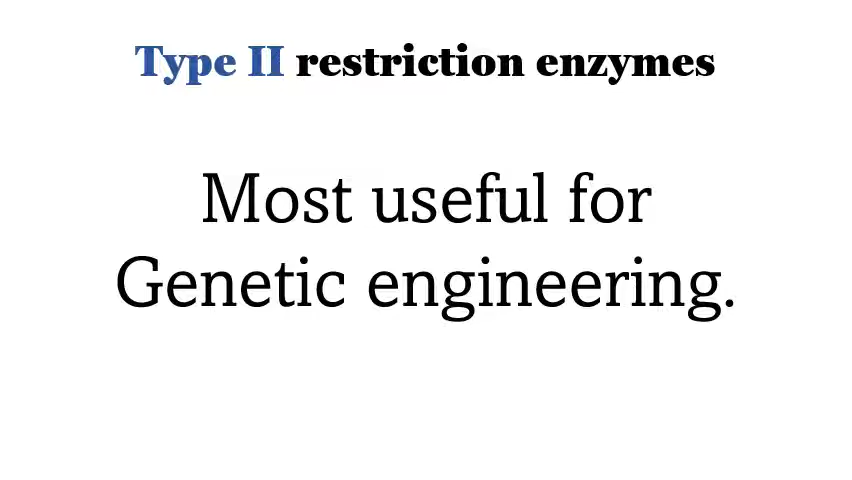 Type II restriction enzymes
Most useful for
Genetic engineering.